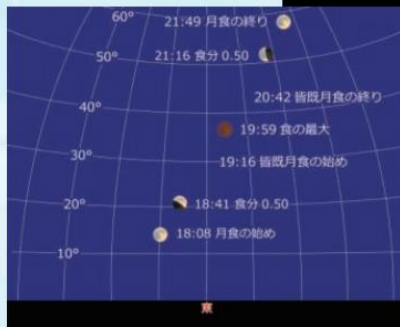 60°
21:49 月食の終り
50°
21:16 食分 0.50
20:42 皆既月食の終り
40°
19:59 食の最大
30°
19:16 皆既月食の始め
20°
18:41 食分 0.50
18:08 月食の始め
10°
東